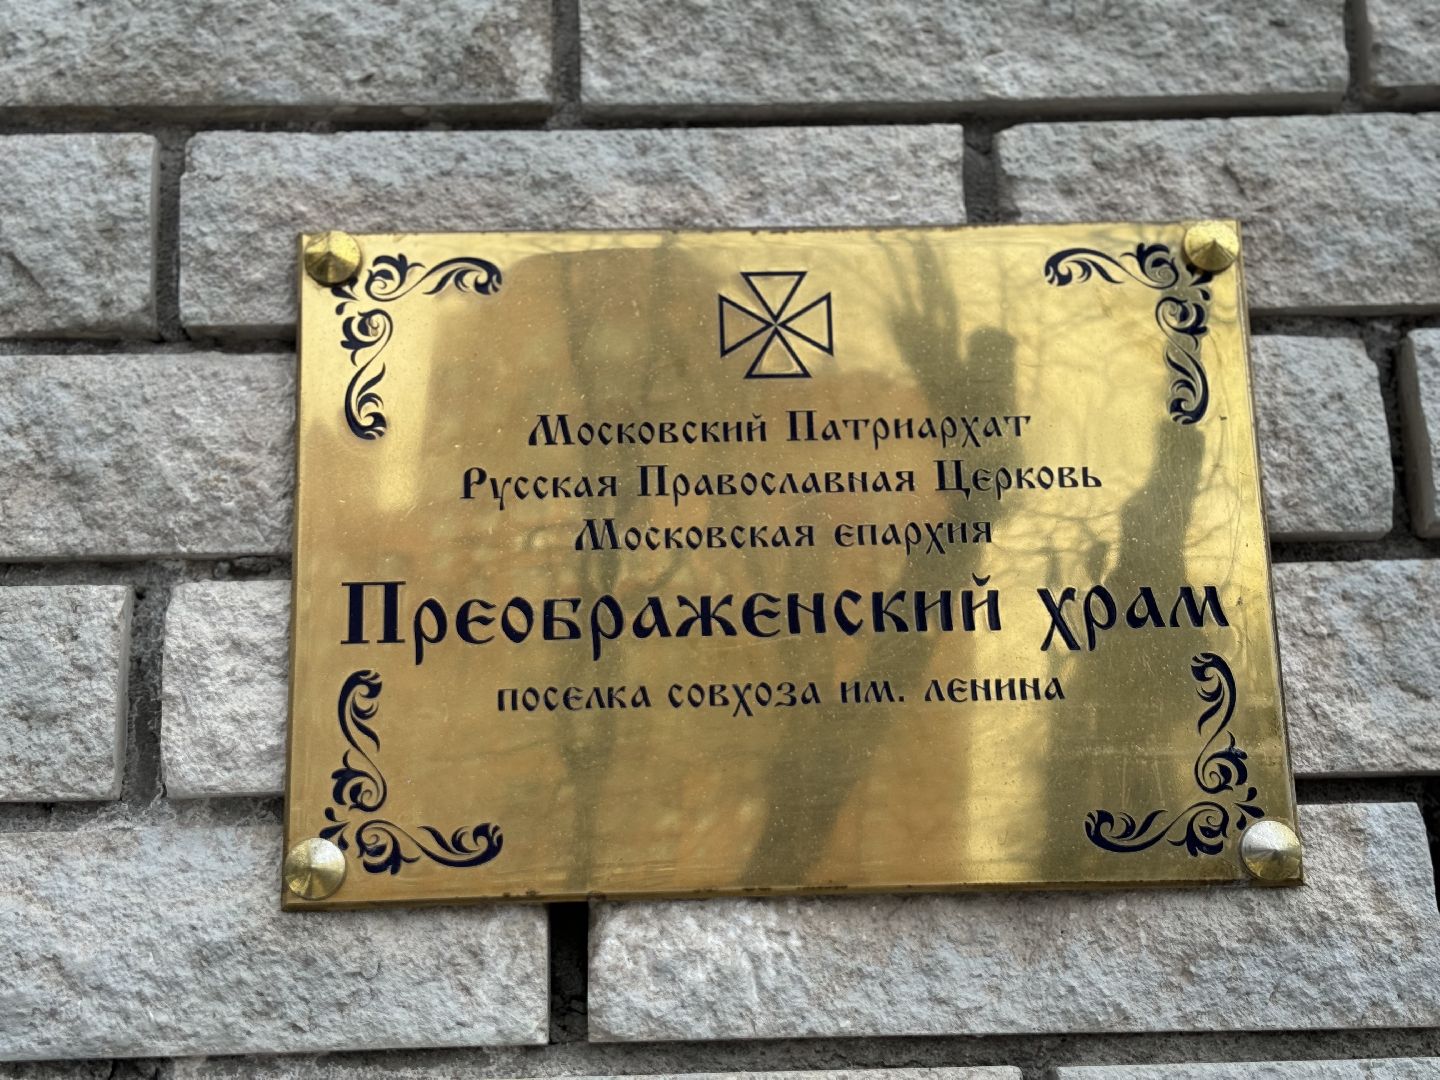 Московский Патриархат
Русская Православная Церковь
Московская епархия
Преображенский храм
поселка совхоза им. ленина